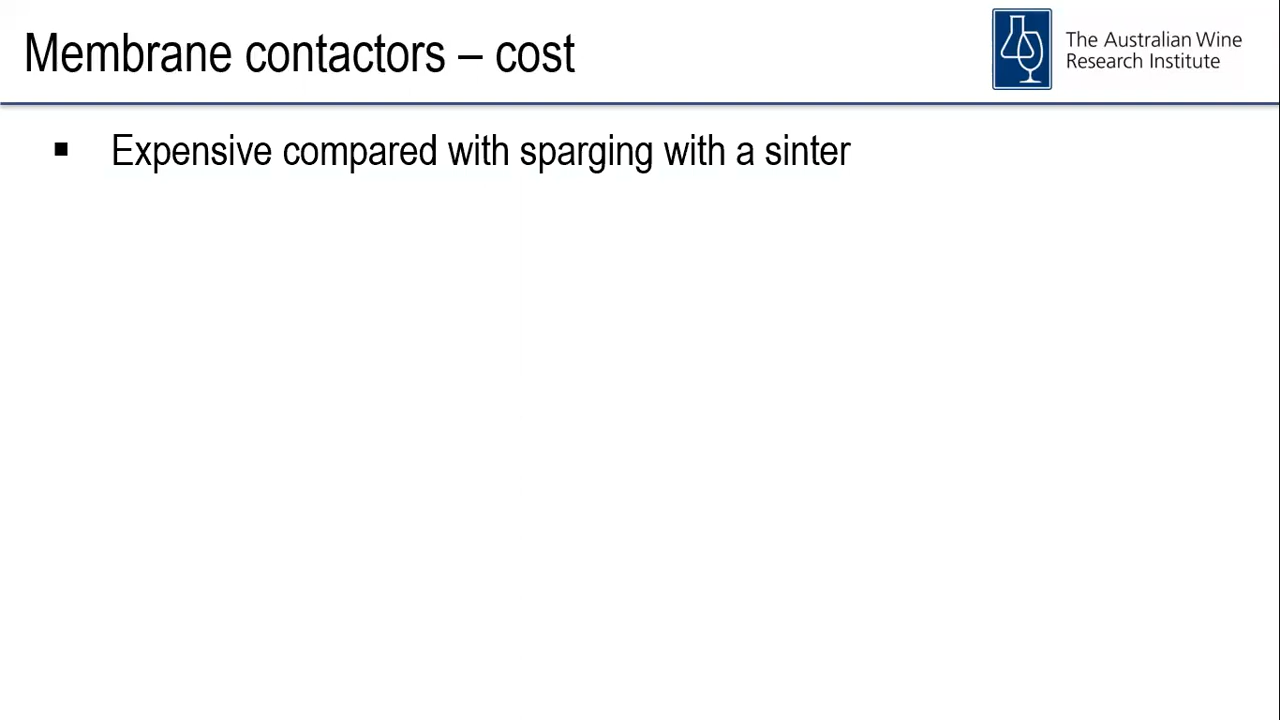 Membrane contactors – cost
The Australian Wine
Research Institute
▪ Expensive compared with sparging with a sinter